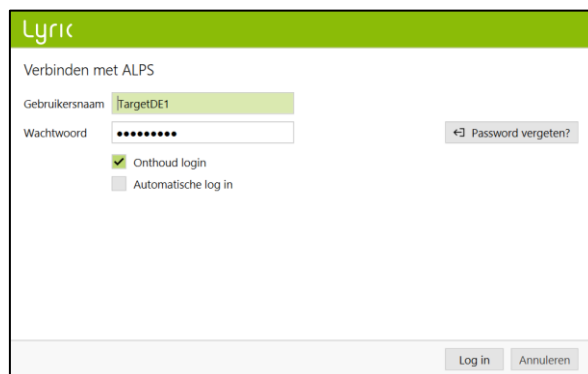 Lyric
Verbinden met ALPS
Gebruikersnaam TargetDE1
Wachtwoord ●●●●●●●●● Password vergeten?
Onthoud login
Automatische log in
Log in Annuleren